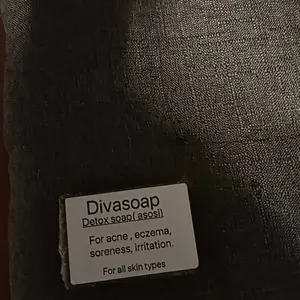 Divasoap
Detox soap( asosi)
For acne , eczema,
soreness, irritation.
For all skin types